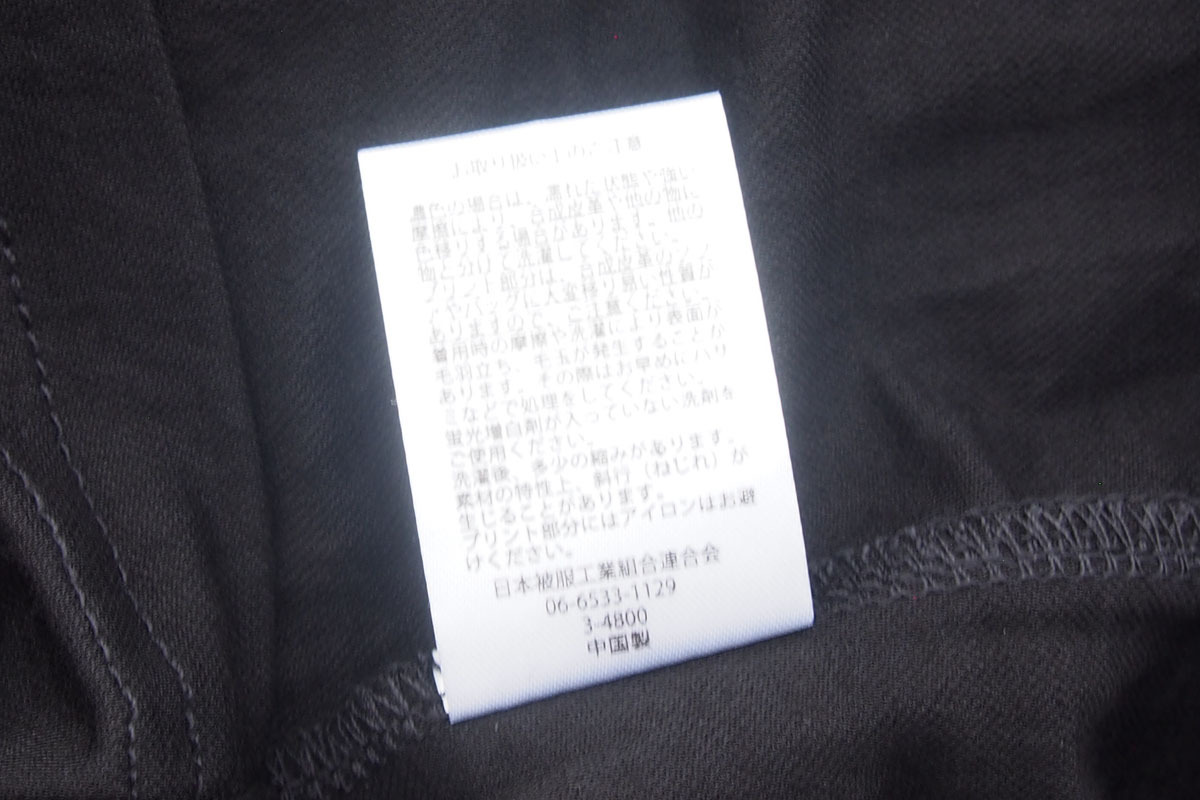 お取り扱い上のご注意
濃色の場合は、濡れた状態や強い
摩擦により、合成皮革や他の物に
色移りする場合があります。他の
物と分けて洗濯してください。
プリント部分は、合成皮革のソファ
やバッグに大変移り易い性質が
ありますので、ご注意ください。
着用時の摩擦や洗濯により表面が
毛羽立ち、毛玉が発生することが
あります。その際はお早めにハサ
ミなどで処理をしてください。
蛍光増白剤が入っていない洗剤を
ご使用ください。
洗濯後、多少の縮みがあります。
素材の特性上、斜行（ねじれ）が
生じることがあります。
プリント部分にはアイロンはお避
けください。
日本被服工業組合連合会
06-6533-1129
3-4800
中国製